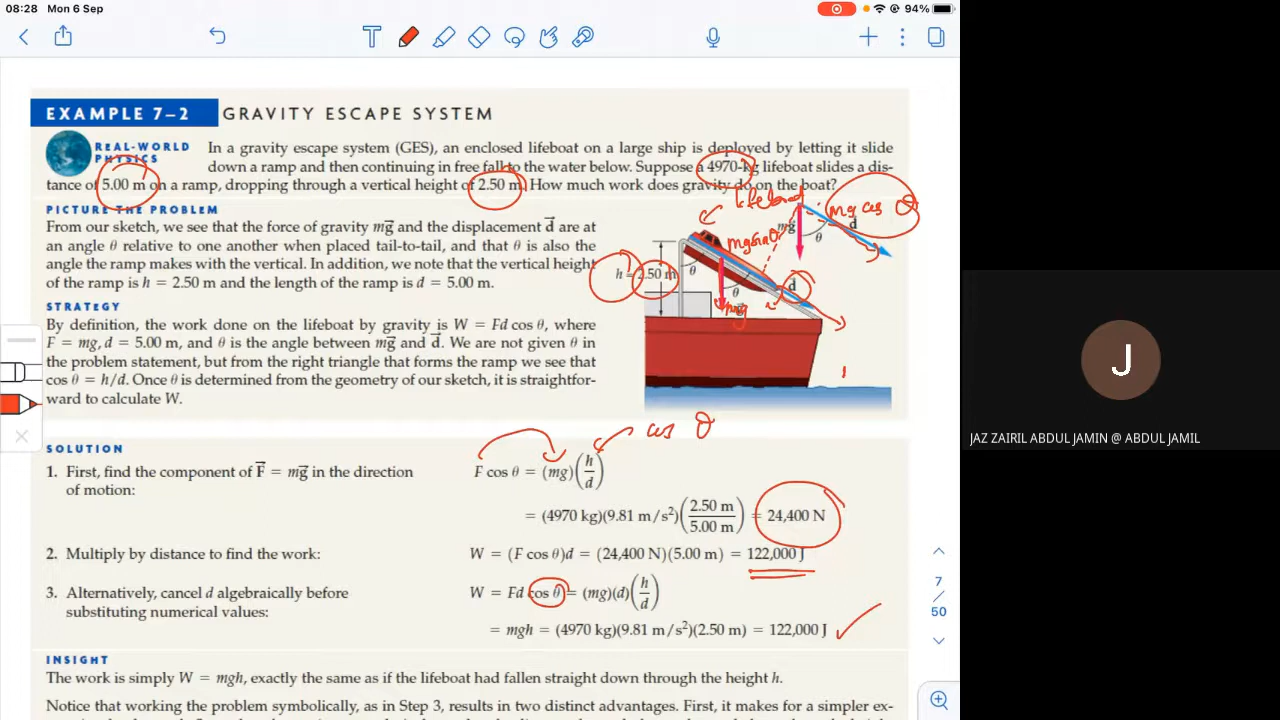 08:28 Mon 6 Sep
94%
EXAMPLE 7–2 GRAVITY ESCAPE SYSTEM
REAL-WORLD
PHYSICS
In a gravity escape system (GES), an enclosed lifeboat on a large ship is deployed by letting it slide
down a ramp and then continuing in free fall to the water below. Suppose a 4970-kg lifeboat slides a dis-
tance of 5.00 m on a ramp, dropping through a vertical height of 2.50 m. How much work does gravity do on the boat?
PICTURE THE PROBLEM
From our sketch, we see that the force of gravity mg⃗ and the displacement d⃗ are at
an angle θ relative to one another when placed tail-to-tail, and that θ is also the
angle the ramp makes with the vertical. In addition, we note that the vertical height
of the ramp is h = 2.50 m and the length of the ramp is d = 5.00 m.
STRATEGY
By definition, the work done on the lifeboat by gravity is W = Fd cos θ, where
F = mg, d = 5.00 m, and θ is the angle between mg⃗ and d⃗. We are not given θ in
the problem statement, but from the right triangle that forms the ramp we see that
cos θ = h/d. Once θ is determined from the geometry of our sketch, it is straightfor-
ward to calculate W.
lifeboat
mg cos θ
mg⃗
d⃗
θ
mg sin θ
θ
h = 2.50 m
d
θ
mg
SOLUTION
cos θ
1. First, find the component of F⃗ = mg⃗ in the direction
of motion:
F cos θ = (mg)(h/d)
= (4970 kg)(9.81 m/s²)(2.50 m/5.00 m) = 24,400 N
2. Multiply by distance to find the work:
W = (F cos θ)d = (24,400 N)(5.00 m) = 122,000 J
3. Alternatively, cancel d algebraically before
substituting numerical values:
W = Fd cos θ = (mg)(d)(h/d)
= mgh = (4970 kg)(9.81 m/s²)(2.50 m) = 122,000 J
INSIGHT
The work is simply W = mgh, exactly the same as if the lifeboat had fallen straight down through the height h.
Notice that working the problem symbolically, as in Step 3, results in two distinct advantages. First, it makes for a simpler ex-
7
/
50
J
JAZ ZAIRIL ABDUL JAMIN @ ABDUL JAMIL